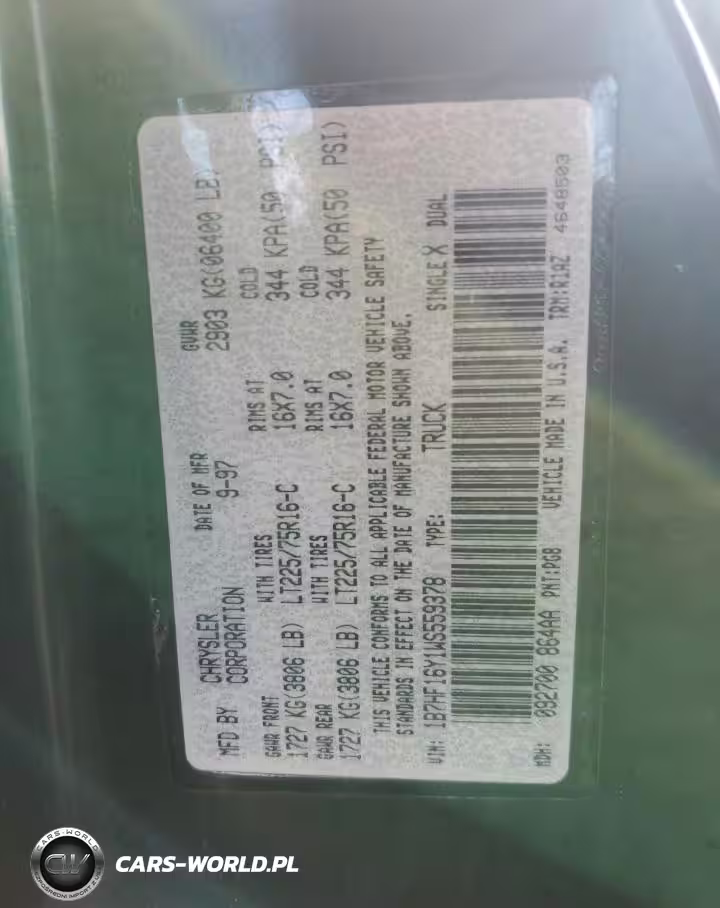 MFD BY CHRYSLER CORPORATION DATE OF MFR 9-97 GVWR 2903 KG(06400 LB)
GAWR FRONT WITH TIRES RIMS AT COLD
1727 KG(3806 LB) LT225/75R16-C 16X7.0 344 KPA(50 PSI)
GAWR REAR WITH TIRES RIMS AT COLD
1727 KG(3806 LB) LT225/75R16-C 16X7.0 344 KPA(50 PSI)
THIS VEHICLE CONFORMS TO ALL APPLICABLE FEDERAL MOTOR VEHICLE SAFETY
STANDARDS IN EFFECT ON THE DATE OF MANUFACTURE SHOWN ABOVE.
VIN: 1B7HF16Y1WS559378 TYPE: TRUCK SINGLE X DUAL
MDH: 092700 864AA PNT:PG8 VEHICLE MADE IN U.S.A. TRM:R1AZ 4648503
CARS-WORLD
CW
CARS-WORLD.PL